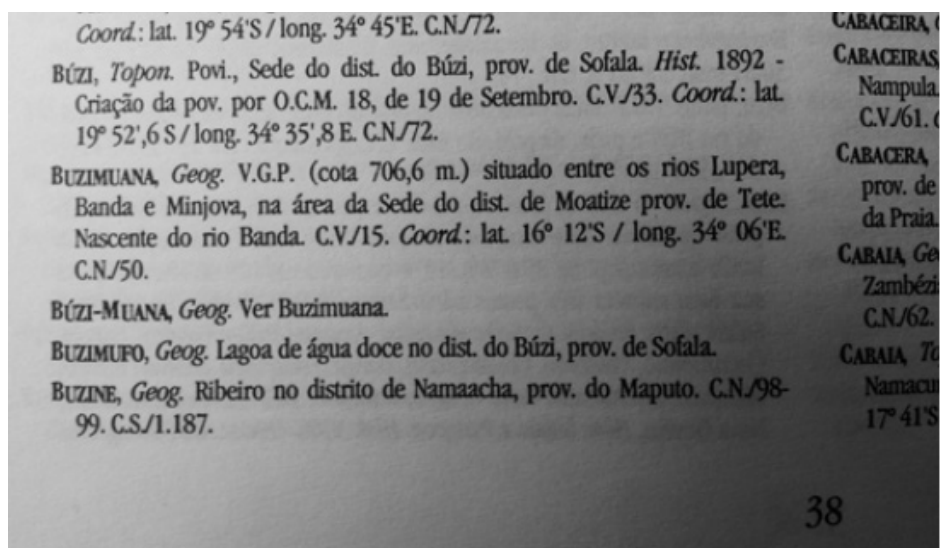 Coord.: lat. 19º 54'S / long. 34º 45'E. C.N./72.
BÚZI, Topon. Povi., Sede do dist. do Búzi, prov. de Sofala. Hist. 1892 -
Criação da pov. por O.C.M. 18, de 19 de Setembro. C.V./33. Coord.: lat.
19º 52',6 S / long. 34º 35',8 E. C.N./72.
BUZIMUANA, Geog. V.G.P. (cota 706,6 m.) situado entre os rios Lupera,
Banda e Minjova, na área da Sede do dist. de Moatize prov. de Tete.
Nascente do rio Banda. C.V./15. Coord.: lat. 16º 12'S / long. 34º 06'E.
C.N./50.
BÚZI-MUANA, Geog. Ver Buzimuana.
BUZIMUFO, Geog. Lagoa de água doce no dist. do Búzi, prov. de Sofala.
BUZINE, Geog. Ribeiro no distrito de Namaacha, prov. do Maputo. C.N./98-
99. C.S./1.187.
CABACEIRA,
CABACEIRAS,
Nampula.
C.V./61.
CABACERA,
prov. de
da Praia.
CABAIA, Ge
Zambézi
C.N./62.
CABAIA, To
Namacur
17º 41'S
38